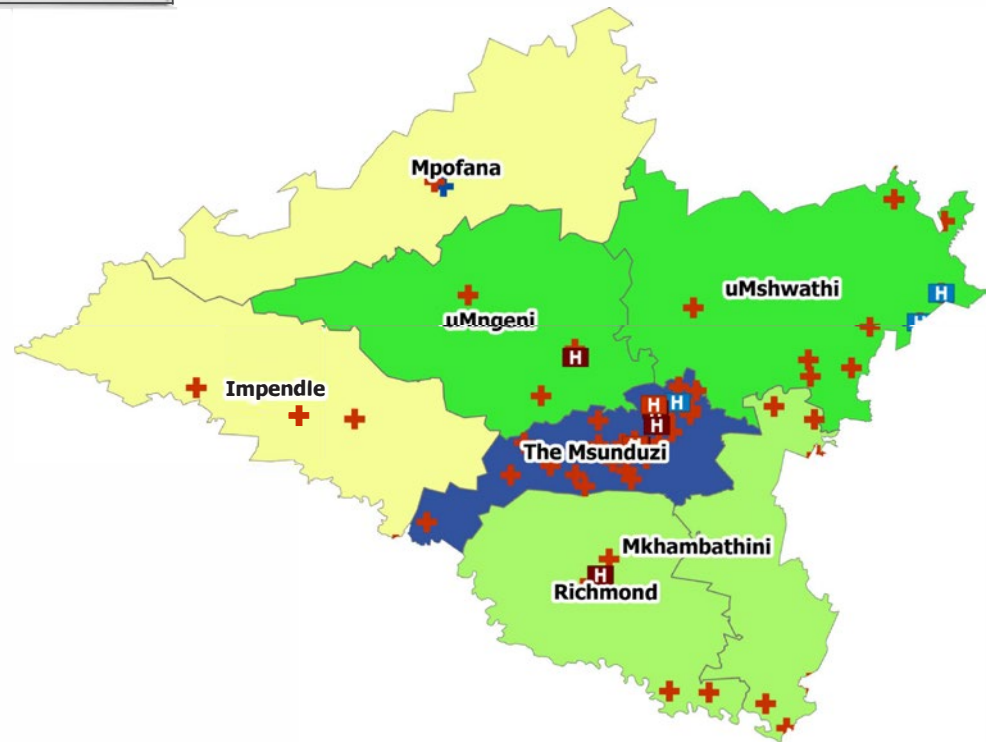 Mpofana
uMshwathi
H
H
uMngeni
H
Impendle
H
H
H
The Msunduzi
Mkhambathini
H
Richmond